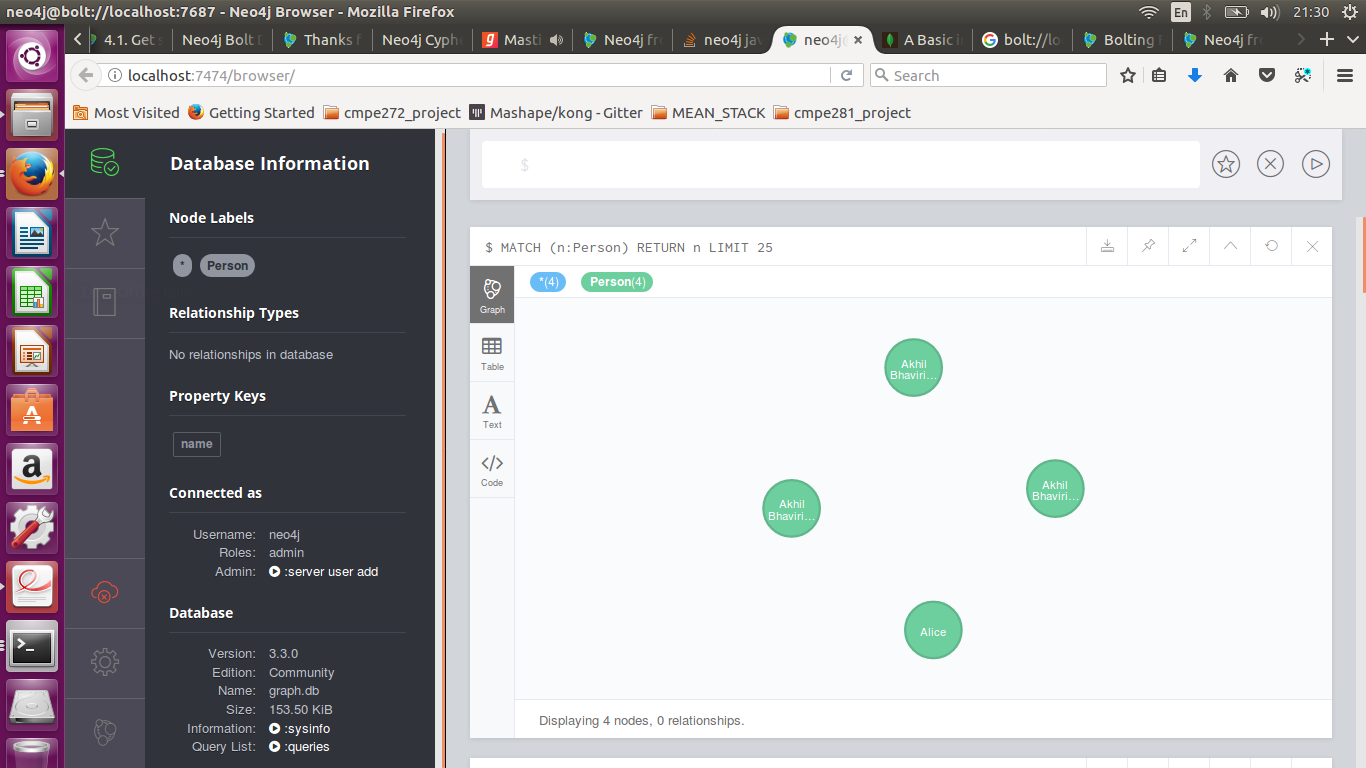 neo4j@bolt://localhost:7687 - Neo4j Browser - Mozilla Firefox
En
21:30
4.1. Get s
Neo4j Bolt
Thanks f
Neo4j Cyph
Masti
Neo4j fr
neo4j jav
neo4j
A Basic i
bolt://lo
Bolting
Neo4j fr
localhost:7474/browser/
Search
Most Visited
Getting Started
cmpe272_project
Mashape/kong - Gitter
MEAN_STACK
cmpe281_project
Database Information
Node Labels
*
Person
Relationship Types
No relationships in database
Property Keys
name
Connected as
Username: neo4j
Roles: admin
Admin: :server user add
Database
Version: 3.3.0
Edition: Community
Name: graph.db
Size: 153.50 KiB
Information: :sysinfo
Query List: :queries
$
$ MATCH (n:Person) RETURN n LIMIT 25
Graph
Table
A
Text
Code
*(4)
Person(4)
Akhil
Bhaviri…
Akhil
Bhaviri…
Akhil
Bhaviri…
Alice
Displaying 4 nodes, 0 relationships.